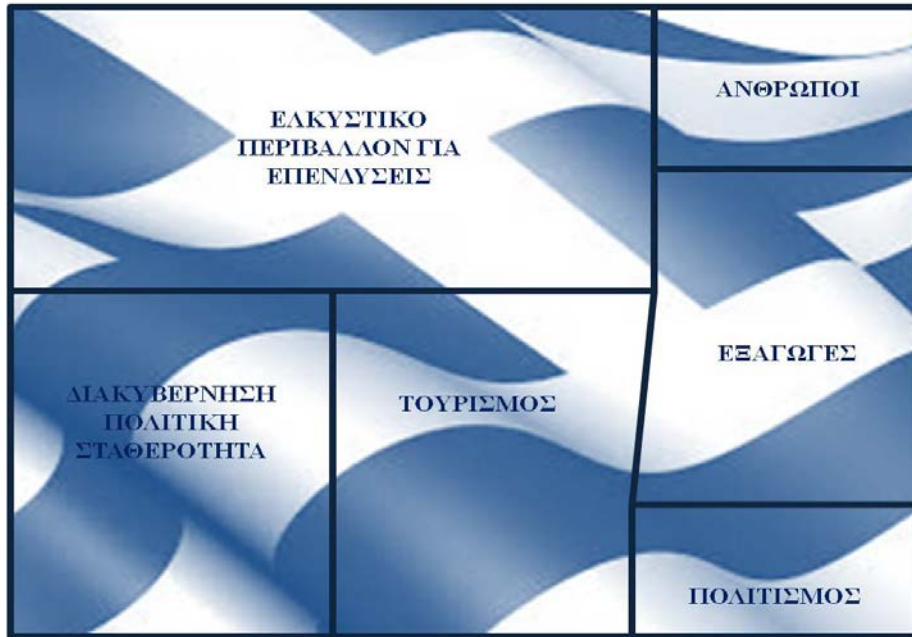 ΕΛΚΥΣΤΙΚΟ
ΠΕΡΙΒΑΛΛΟΝ ΓΙΑ
ΕΠΕΝΔΥΣΕΙΣ
ΑΝΘΡΩΠΟΙ
ΕΞΑΓΩΓΕΣ
ΔΙΑΚΥΒΕΡΝΗΣΗ
ΠΟΛΙΤΙΚΗ
ΣΤΑΘΕΡΟΤΗΤΑ
ΤΟΥΡΙΣΜΟΣ
ΠΟΛΙΤΙΣΜΟΣ